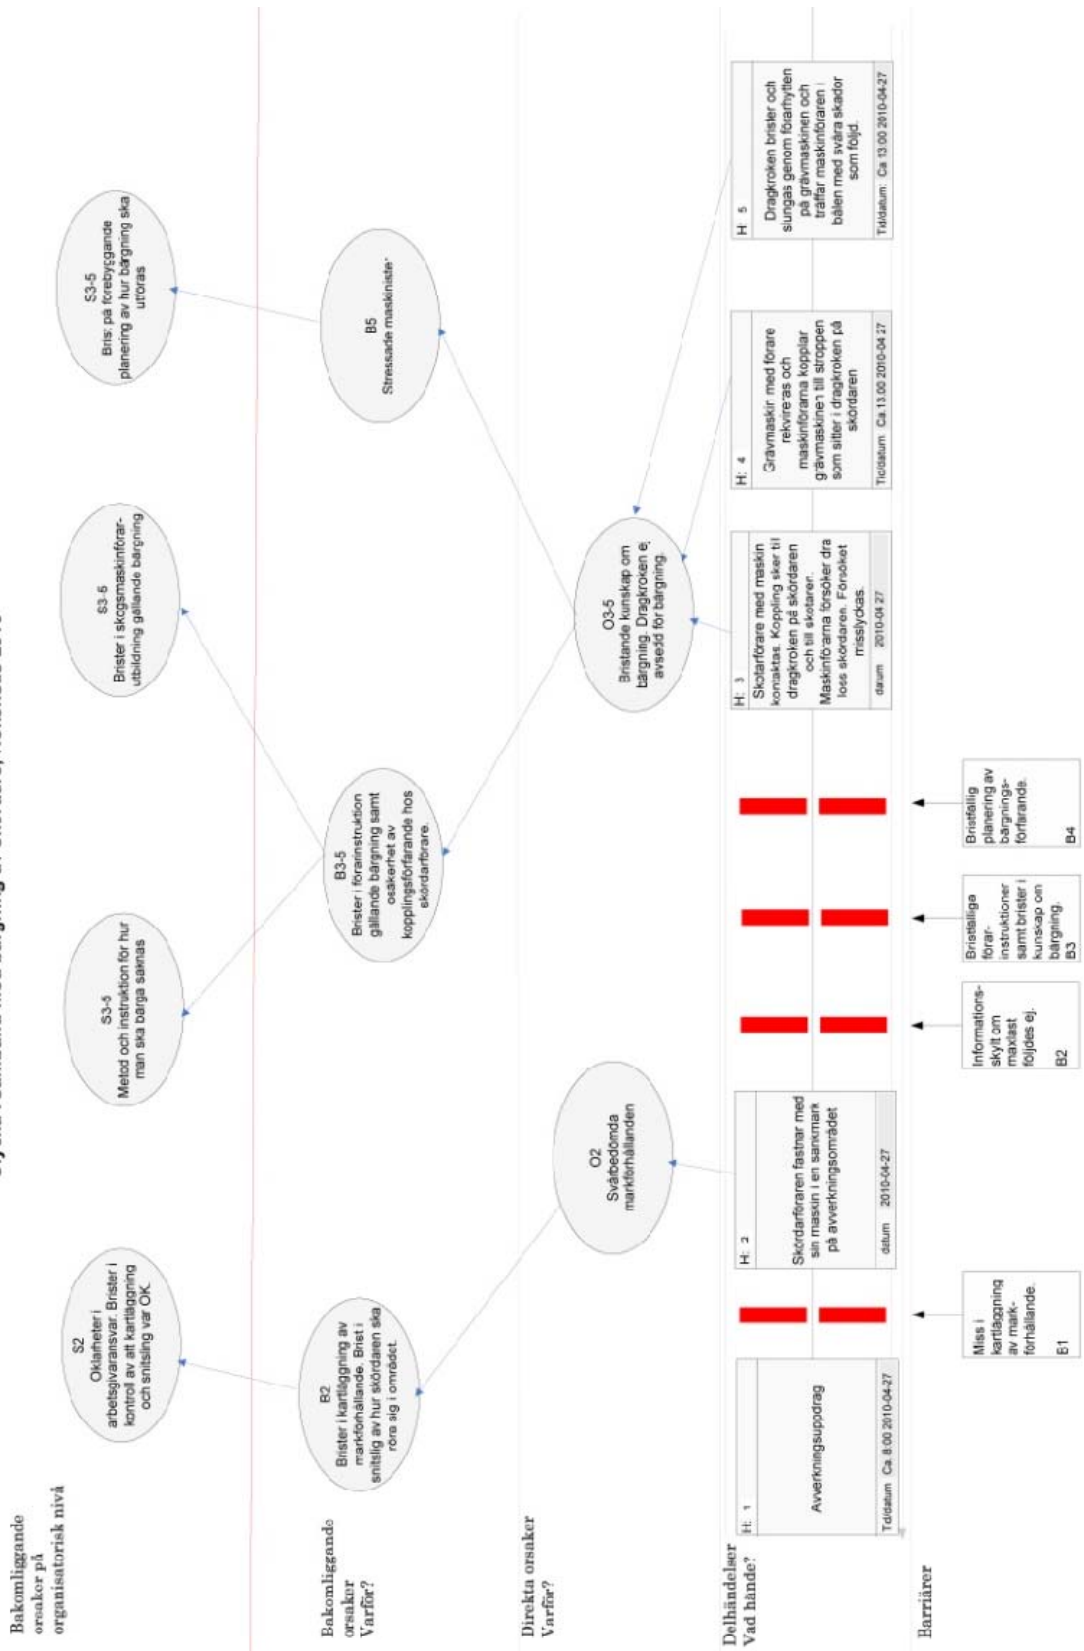 Bakomliggande
orsaker på
organisatorisk nivå
S2
Oklarheter i
arbetsgivaransvar. Brister i
kontroll av att kartläggning
och snitsling var OK.
S3-5
Metod och instruktion för hur
man ska bärga saknas
S3-5
Brister i skogsmaskinförar-
utbildning gällande bärgning
S3-5
Brist på förebyggande
planering av hur bärgning ska
utföras
Bakomliggande
orsaker
Varför?
B2
Brister i kartläggning av
markförhållande. Brist i
snitslig av hur skördaren ska
röra sig i området.
B3-5
Brister i förarinstruktion
gällande bärgning samt
osäkerhet av
kopplingsförfarande hos
skördarförare.
B5
Stressade maskinister
Direkta orsaker
Varför?
O2
Svårbedömda
markförhållanden
O3-5
Bristande kunskap om
bärgning. Dragkroken ej
avsedd för bärgning.
Delhändelser
Vad hände?
H: 1
Avverkningsuppdrag
Tid/datum Ca. 8:00 2010-04-27
H: 2
Skördarföraren fastnar med
sin maskin i en sankmark
på avverkningsområdet
datum 2010-04-27
H: 3
Skotarförare med maskin
kontaktas. Koppling sker til
dragkroken på skördaren
och till skotaren.
Maskinförarna försöker dra
loss skördaren. Försöket
misslyckas.
datum 2010 04 27
H: 4
Grävmaskin med förare
rekvireras och
maskinförarna kopplar
grävmaskinen till stroppen
som sitter i dragkroken på
skördaren
Tid/datum Ca.13.00 2010-04 27
H: 5
Dragkroken brister och
slungas genom förarhytten
på grävmaskinen och
träffar maskinföraren i
bålen med svåra skador
som följd.
Tid/datum: Ca 13:00 2010-04-27
Barriärer
Miss i
kartläggning
av mark-
förhållande.
B1
Informations-
skylt om
maxlast
följdes ej.
B2
Bristfälliga
förar-
instruktioner
samt brister i
kunskap om
bärgning.
B3
Bristfällig
planering av
bärgnings-
förfarande.
B4